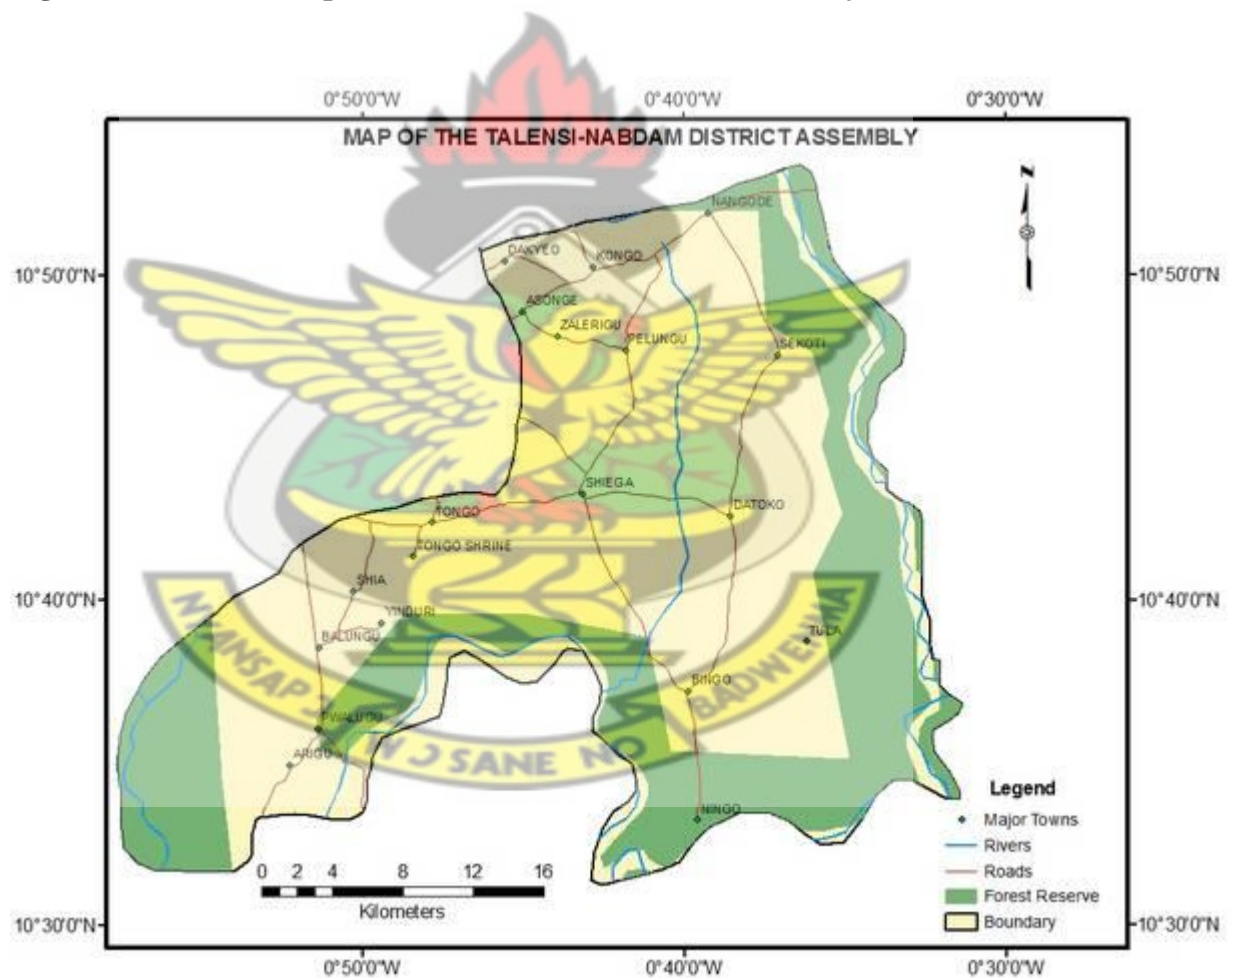 0°50'0"W 0°40'0"W 0°30'0"W
MAP OF THE TALENSI-NABDAM DISTRICT ASSEMBLY
N
NANGODE
DAKYEO
KONGO
10°50'0"N 10°50'0"N
ASONGE
ZALERIGU
PELUNGU
SEKOTI
SHIEGA
DATOKO
TONGO
TONGO SHRINE
SHIA
10°40'0"N 10°40'0"N
YINDURI
BALUNGU
TULA
BINGO
PWALUGU
ARIGU
SANE NO
BADWENMA
NINGO
Legend
Major Towns
Rivers
Roads
Forest Reserve
Boundary
0 2 4 8 12 16
Kilometers
10°30'0"N 10°30'0"N
0°50'0"W 0°40'0"W 0°30'0"W